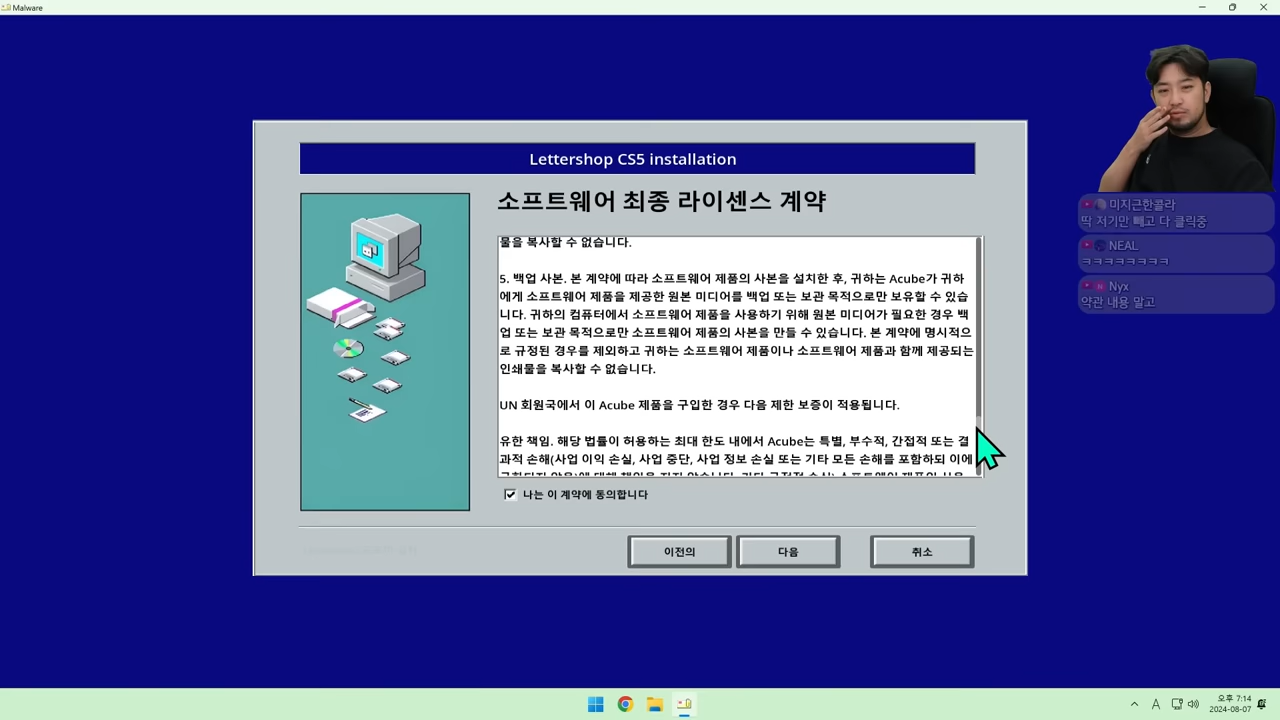 Malware
Lettershop CS5 installation
소프트웨어 최종 라이센스 계약
물을 복사할 수 없습니다.
5. 백업 사본. 본 계약에 따라 소프트웨어 제품의 사본을 설치한 후, 귀하는 Acube가 귀하
에게 소프트웨어 제품을 제공한 원본 미디어를 백업 또는 보관 목적으로만 보유할 수 있습
니다. 귀하의 컴퓨터에서 소프트웨어 제품을 사용하기 위해 원본 미디어가 필요한 경우 백
업 또는 보관 목적으로만 소프트웨어 제품의 사본을 만들 수 있습니다. 본 계약에 명시적으
로 규정된 경우를 제외하고 귀하는 소프트웨어 제품이나 소프트웨어 제품과 함께 제공되는
인쇄물을 복사할 수 없습니다.
UN 회원국에서 이 Acube 제품을 구입한 경우 다음 제한 보증이 적용됩니다.
유한 책임. 해당 법률이 허용하는 최대 한도 내에서 Acube는 특별, 부수적, 간접적 또는 결
과적 손해(사업 이익 손실, 사업 중단, 사업 정보 손실 또는 기타 모든 손해를 포함하되 이에
나는 이 계약에 동의합니다
이전의
다음
취소
미지근한콜라
딱 저기만 빼고 다 클릭중
NEAL
ㅋㅋㅋㅋㅋㅋㅋㅋ
Nyx
약관 내용 말고
A
오후 7:14
2024-08-07